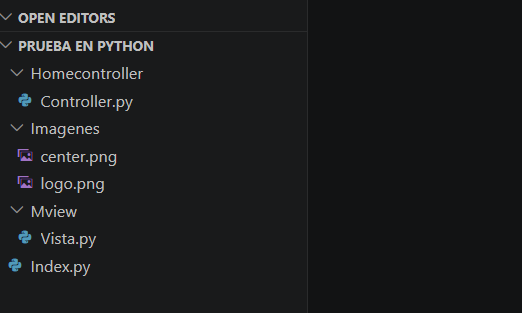 OPEN EDITORS
PRUEBA EN PYTHON
Homecontroller
Controller.py
Imagenes
center.png
logo.png
Mview
Vista.py
Index.py